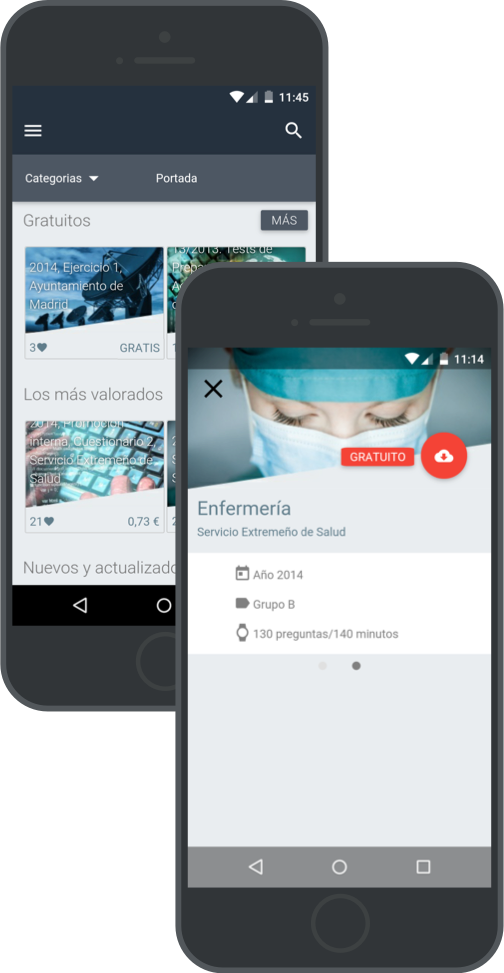 11:45
Categorias
Portada
Gratuitos
MÁS
2014, Ejercicio 1,
Ayuntamiento de
Madrid
3
GRATIS
13/2013. Tests de
Los más valorados
2014, Promoción
interna, Cuestionario 2,
Servicio Extremeño de
Salud
21
0,73 €
Nuevos y actualizado
11:14
GRATUITO
Enfermería
Servicio Extremeño de Salud
Año 2014
Grupo B
130 preguntas/140 minutos